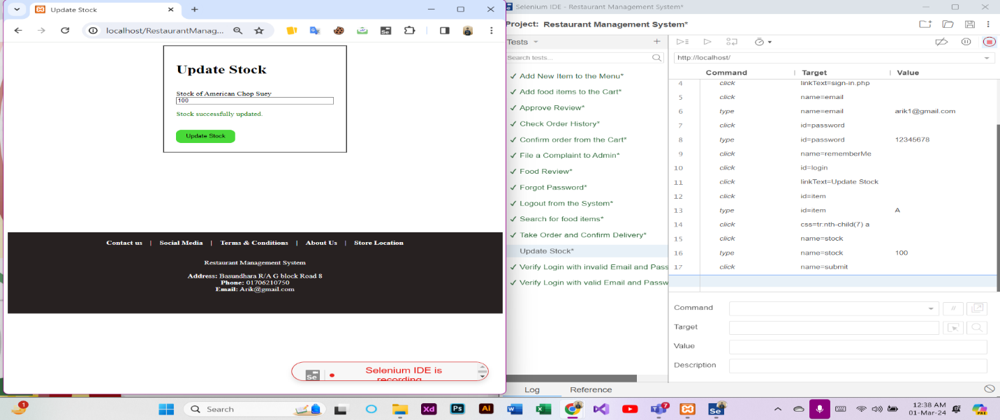 Update Stock
localhost/RestaurantManag...
Update Stock
Stock of American Chop Suey
100
Stock successfully updated.
Update Stock
Contact us | Social Media | Terms & Conditions | About Us | Store Location
Restaurant Management System
Address: Basundhara R/A G block Road 8
Phone: 01706210750
Email: Arik@gmail.com
Se
Selenium IDE is
recording
Se Selenium IDE - Restaurant Management System*
Project: Restaurant Management System*
Tests
Search tests...
✓ Add New Item to the Menu*
✓ Add food items to the Cart*
✓ Approve Review*
✓ Check Order History*
✓ Confirm order from the Cart*
✓ File a Complaint to Admin*
✓ Food Review*
✓ Forgot Password*
✓ Logout from the System*
✓ Search for food items*
✓ Take Order and Confirm Delivery*
Update Stock*
✓ Verify Login with invalid Email and Pass
✓ Verify Login with valid Email and Passw
http://localhost/
Command Target Value
4 click linkText=sign-in.php
5 click name=email
6 type name=email arik1@gmail.com
7 click id=password
8 type id=password 12345678
9 click name=rememberMe
10 click id=login
11 click linkText=Update Stock
12 click id=item
13 type id=item A
14 click css=tr:nth-child(7) a
15 click name=stock
16 type name=stock 100
17 click name=submit
Command
//
Target
Value
Description
Log Reference
1
Search
Xd Ps Ai 7 Se
12:38 AM
01-Mar-24
PRE